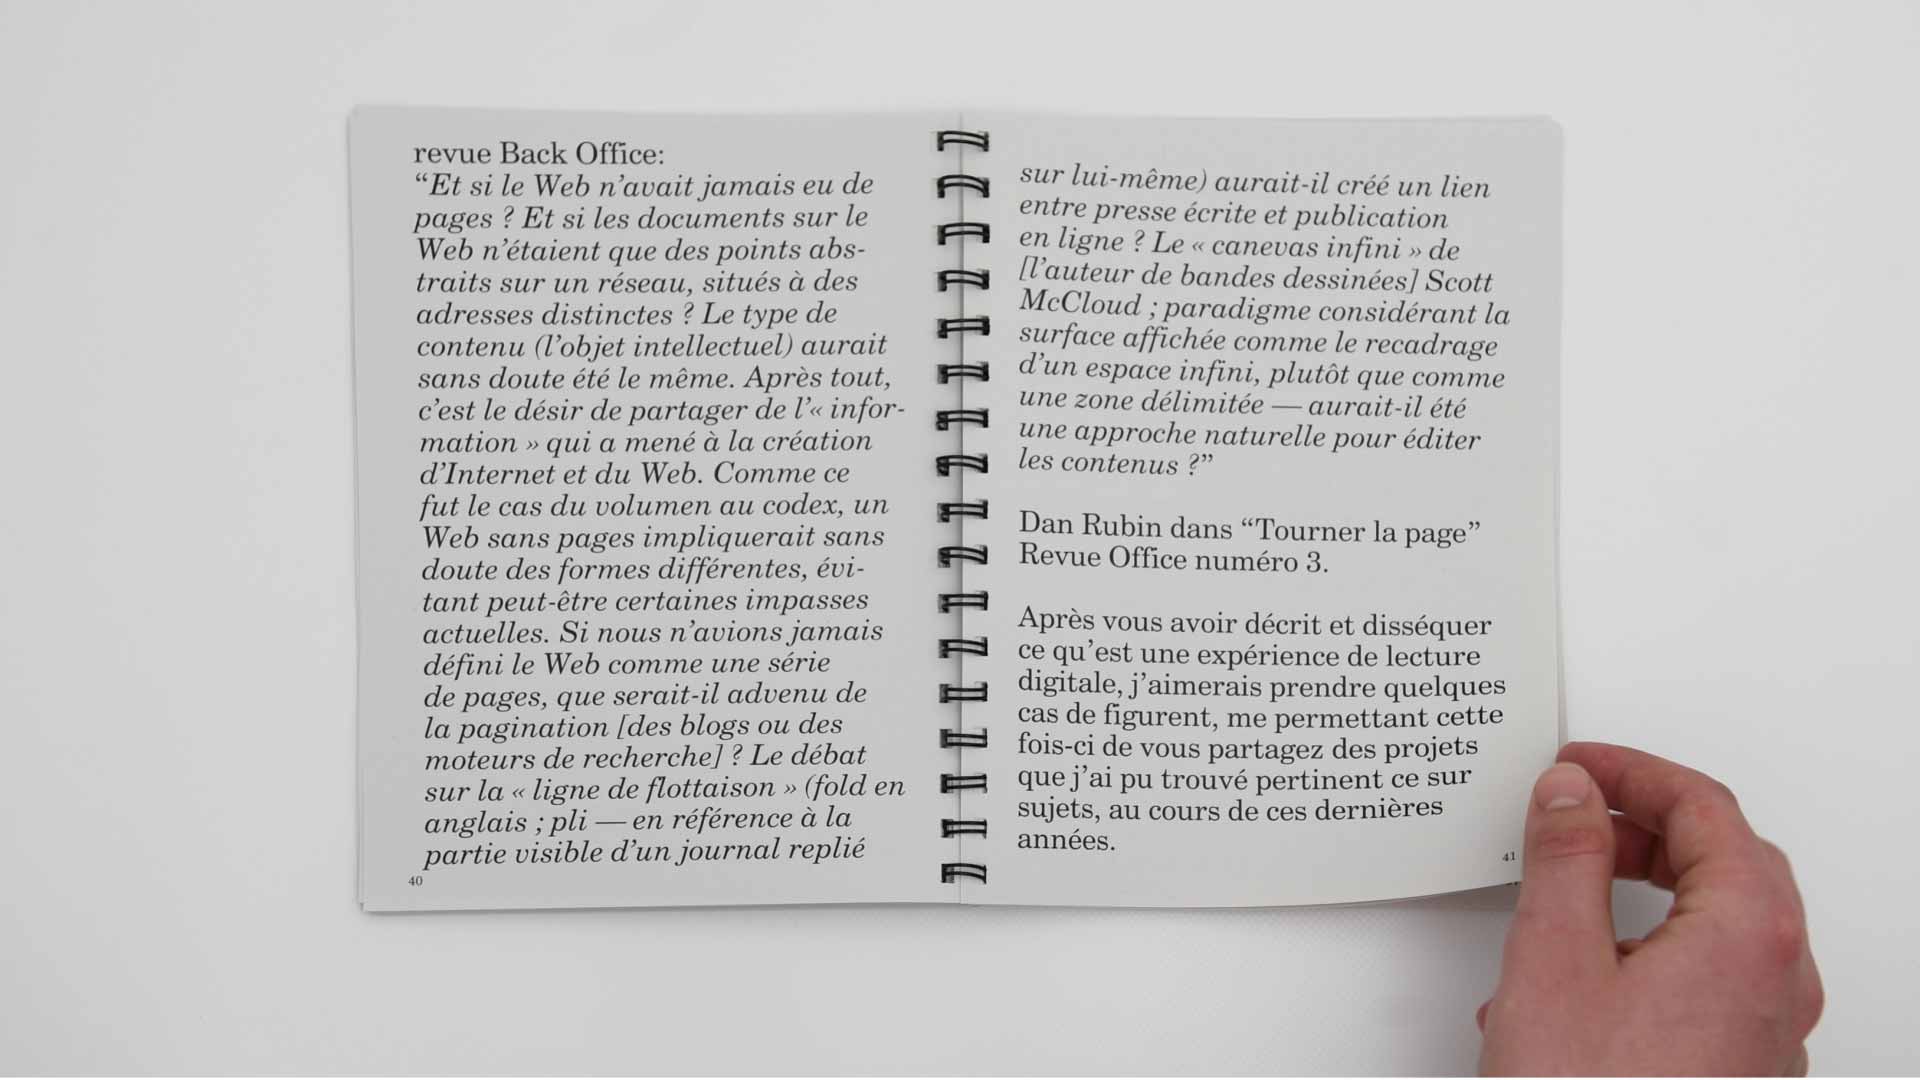 revue Back Office:
“Et si le Web n’avait jamais eu de
pages ? Et si les documents sur le
Web n’étaient que des points abs-
traits sur un réseau, situés à des
adresses distinctes ? Le type de
contenu (l’objet intellectuel) aurait
sans doute été le même. Après tout,
c’est le désir de partager de l’« infor-
mation » qui a mené à la création
d’Internet et du Web. Comme ce
fut le cas du volumen au codex, un
Web sans pages impliquerait sans
doute des formes différentes, évi-
tant peut-être certaines impasses
actuelles. Si nous n’avions jamais
défini le Web comme une série
de pages, que serait-il advenu de
la pagination [des blogs ou des
moteurs de recherche] ? Le débat
sur la « ligne de flottaison » (fold en
anglais ; pli — en référence à la
partie visible d’un journal replié
40
sur lui-même) aurait-il créé un lien
entre presse écrite et publication
en ligne ? Le « canevas infini » de
[l’auteur de bandes dessinées] Scott
McCloud ; paradigme considérant la
surface affichée comme le recadrage
d’un espace infini, plutôt que comme
une zone délimitée — aurait-il été
une approche naturelle pour éditer
les contenus ?”
Dan Rubin dans “Tourner la page”
Revue Office numéro 3.
Après vous avoir décrit et disséquer
ce qu’est une expérience de lecture
digitale, j’aimerais prendre quelques
cas de figurent, me permettant cette
fois-ci de vous partagez des projets
que j’ai pu trouvé pertinent ce sur
sujets, au cours de ces dernières
années.
41